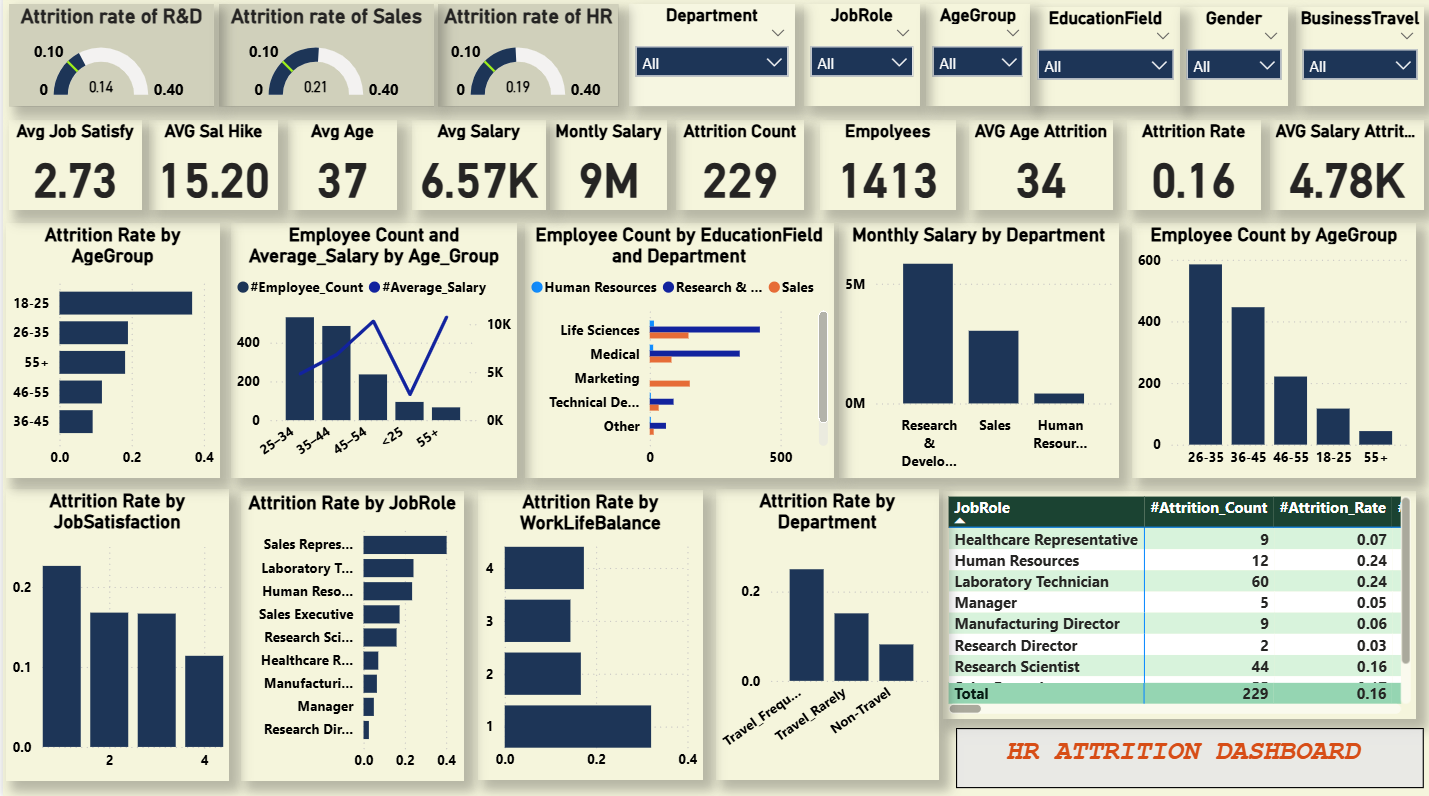 Attrition rate of R&D
0.10
0.14
0
0.40
Attrition rate of Sales
0.10
0.21
0
0.40
Attrition rate of HR
0.10
0.19
0
0.40
Department
All
JobRole
All
AgeGroup
All
EducationField
All
Gender
All
BusinessTravel
All
Avg Job Satisfy
2.73
AVG Sal Hike
15.20
Avg Age
37
Avg Salary
6.57K
Montly Salary
9M
Attrition Count
229
Empolyees
1413
AVG Age Attrition
34
Attrition Rate
0.16
AVG Salary Attrit...
4.78K
Attrition Rate by
AgeGroup
18-25
26-35
55+
46-55
36-45
0.0 0.2 0.4
Employee Count and
Average_Salary by Age_Group
#Employee_Count #Average_Salary
400
200
0
10K
5K
0K
25–34 35–44 45–54 <25 55+
Employee Count by EducationField
and Department
Human Resources Research & ... Sales
Life Sciences
Medical
Marketing
Technical De...
Other
0 500
Monthly Salary by Department
5M
0M
Research
&
Develo...
Sales
Human
Resour...
Employee Count by AgeGroup
600
400
200
0
26-35 36-45 46-55 18-25 55+
Attrition Rate by
JobSatisfaction
0.2
0.1
0.0
2 4
Attrition Rate by JobRole
Sales Repres...
Laboratory T...
Human Reso...
Sales Executive
Research Sci...
Healthcare R...
Manufacturi...
Manager
Research Dir...
0.0 0.2 0.4
Attrition Rate by
WorkLifeBalance
4
3
2
1
0.0 0.2 0.4
Attrition Rate by
Department
0.2
0.0
Travel_Frequ... Travel_Rarely Non-Travel
JobRole #Attrition_Count #Attrition_Rate
Healthcare Representative 9 0.07
Human Resources 12 0.24
Laboratory Technician 60 0.24
Manager 5 0.05
Manufacturing Director 9 0.06
Research Director 2 0.03
Research Scientist 44 0.16
Total 229 0.16
HR ATTRITION DASHBOARD